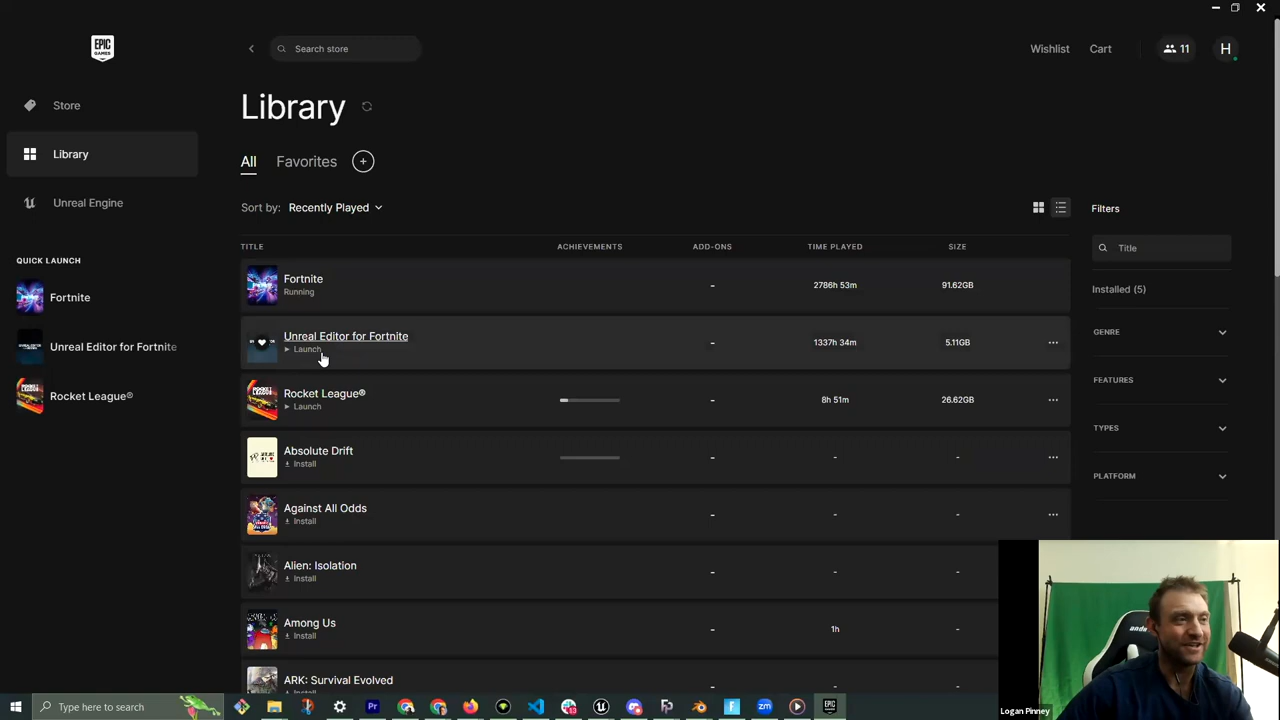 EPIC GAMES
Search store
Wishlist
Cart
11
H
Store
Library
Unreal Engine
QUICK LAUNCH
Fortnite
Unreal Editor for Fortnite
Rocket League®
Library
All
Favorites
Sort by: Recently Played
TITLE ACHIEVEMENTS ADD-ONS TIME PLAYED SIZE
Fortnite
Running
- 2786h 53m 91.62GB
Unreal Editor for Fortnite
Launch
- 1337h 34m 5.11GB
Rocket League®
Launch
- 8h 51m 26.62GB
Absolute Drift
Install
- - -
Against All Odds
Install
- - -
Alien: Isolation
Install
- - -
Among Us
Install
- 1h -
ARK: Survival Evolved
Filters
Title
Installed (5)
GENRE
FEATURES
TYPES
PLATFORM
Logan Pinney
Type here to search